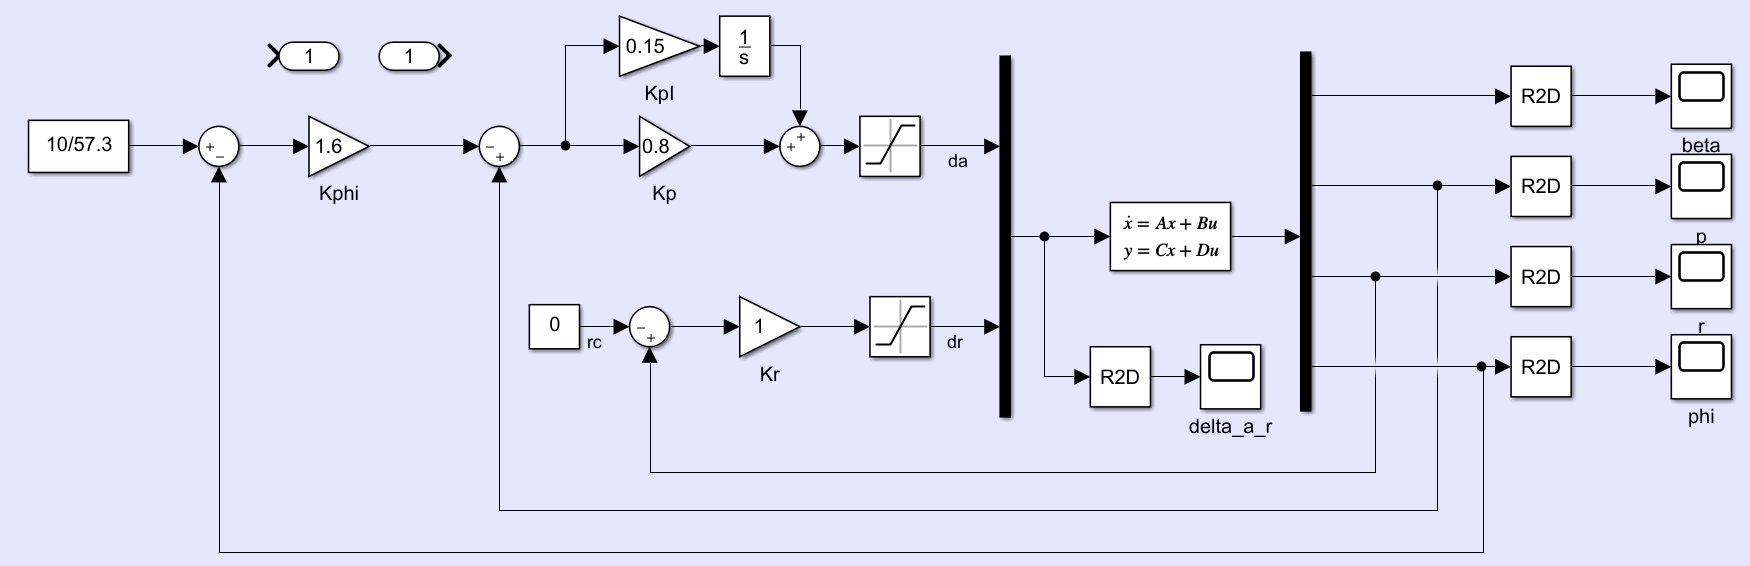 1
1
0.15
1
s
KpI
10/57.3
+
−
1.6
Kphi
−
+
0.8
Kp
+
+
da
ẋ = Ax + Bu
y = Cx + Du
0
rc
−
+
1
Kr
dr
R2D
delta_a_r
R2D
beta
R2D
p
R2D
r
R2D
phi